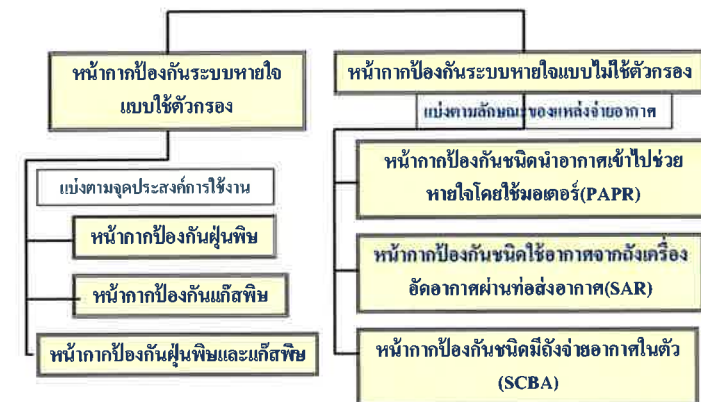 หน้ากากป้องกันระบบหายใจ
แบบใช้ตัวกรอง
แบ่งตามจุดประสงค์การใช้งาน
หน้ากากป้องกันฝุ่นพิษ
หน้ากากป้องกันแก๊สพิษ
หน้ากากป้องกันฝุ่นพิษและแก๊สพิษ
หน้ากากป้องกันระบบหายใจแบบไม่ใช้ตัวกรอง
แบ่งตามลักษณะของแหล่งจ่ายอากาศ
หน้ากากป้องกันชนิดนำอากาศเข้าไปช่วย
หายใจโดยใช้มอเตอร์(PAPR)
หน้ากากป้องกันชนิดใช้อากาศจากถังเครื่อง
อัดอากาศผ่านท่อส่งอากาศ(SAR)
หน้ากากป้องกันชนิดมีถังจ่ายอากาศในตัว
(SCBA)